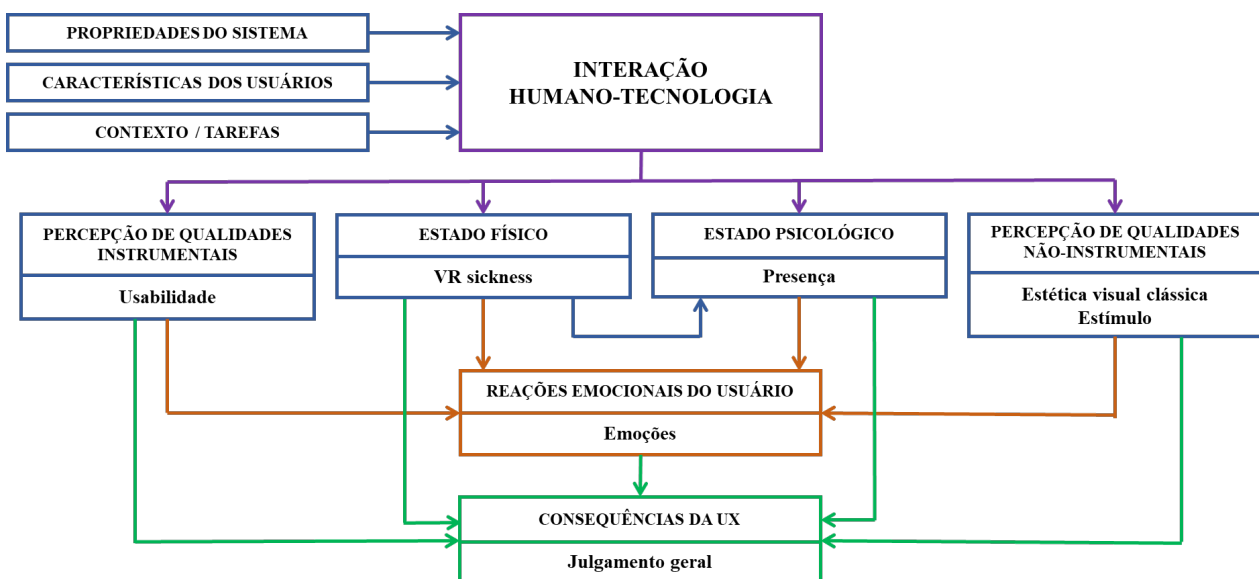 PROPRIEDADES DO SISTEMA
CARACTERÍSTICAS DOS USUÁRIOS
CONTEXTO / TAREFAS
INTERAÇÃO
HUMANO-TECNOLOGIA
PERCEPÇÃO DE QUALIDADES
INSTRUMENTAIS
Usabilidade
ESTADO FÍSICO
VR sickness
ESTADO PSICOLÓGICO
Presença
PERCEPÇÃO DE QUALIDADES
NÃO-INSTRUMENTAIS
Estética visual clássica
Estímulo
REAÇÕES EMOCIONAIS DO USUÁRIO
Emoções
CONSEQUÊNCIAS DA UX
Julgamento geral